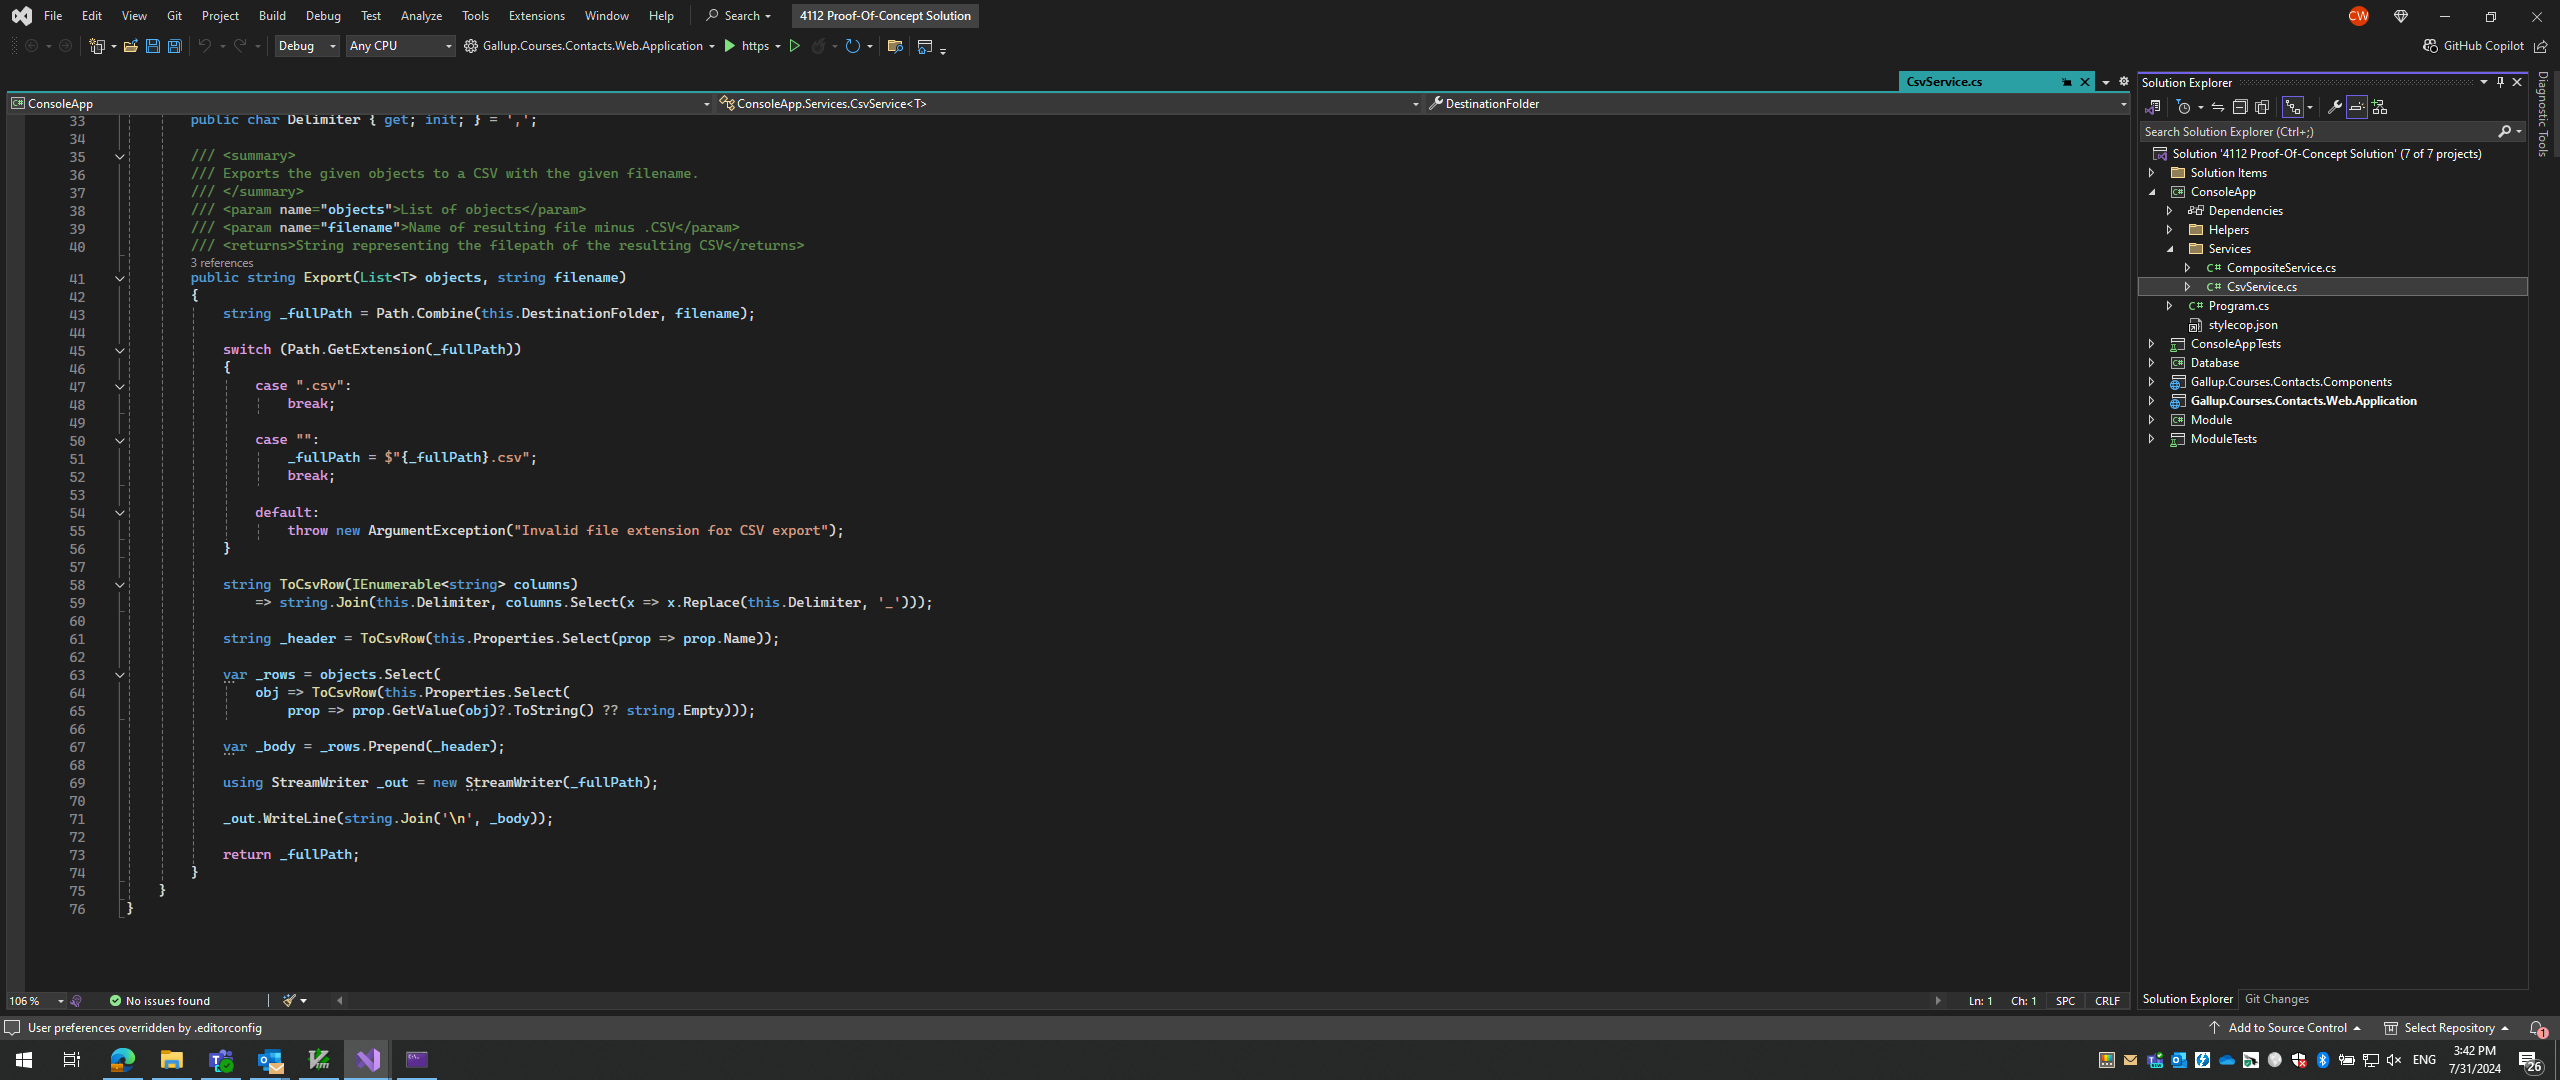 File Edit View Git Project Build Debug Test Analyze Tools Extensions Window Help Search 4112 Proof-Of-Concept Solution CW
Debug Any CPU Gallup.Courses.Contacts.Web.Application https GitHub Copilot
CsvService.cs
C# ConsoleApp ConsoleApp.Services.CsvService<T> DestinationFolder
33 public char Delimiter { get; init; } = ',';
34
35 /// <summary>
36 /// Exports the given objects to a CSV with the given filename.
37 /// </summary>
38 /// <param name="objects">List of objects</param>
39 /// <param name="filename">Name of resulting file minus .CSV</param>
40 /// <returns>String representing the filepath of the resulting CSV</returns>
3 references
41 public string Export(List<T> objects, string filename)
42 {
43 string _fullPath = Path.Combine(this.DestinationFolder, filename);
44
45 switch (Path.GetExtension(_fullPath))
46 {
47 case ".csv":
48 break;
49
50 case "":
51 _fullPath = $"{_fullPath}.csv";
52 break;
53
54 default:
55 throw new ArgumentException("Invalid file extension for CSV export");
56 }
57
58 string ToCsvRow(IEnumerable<string> columns)
59 => string.Join(this.Delimiter, columns.Select(x => x.Replace(this.Delimiter, '_')));
60
61 string _header = ToCsvRow(this.Properties.Select(prop => prop.Name));
62
63 var _rows = objects.Select(
64 obj => ToCsvRow(this.Properties.Select(
65 prop => prop.GetValue(obj)?.ToString() ?? string.Empty)));
66
67 var _body = _rows.Prepend(_header);
68
69 using StreamWriter _out = new StreamWriter(_fullPath);
70
71 _out.WriteLine(string.Join('\n', _body));
72
73 return _fullPath;
74 }
75 }
76 }
106 % No issues found Ln: 1 Ch: 1 SPC CRLF
Solution Explorer
Search Solution Explorer (Ctrl+;)
Solution '4112 Proof-Of-Concept Solution' (7 of 7 projects)
Solution Items
C# ConsoleApp
Dependencies
Helpers
Services
C# CompositeService.cs
C# CsvService.cs
C# Program.cs
stylecop.json
ConsoleAppTests
C# Database
Gallup.Courses.Contacts.Components
Gallup.Courses.Contacts.Web.Application
C# Module
ModuleTests
Solution Explorer Git Changes
Diagnostic Tools
User preferences overridden by .editorconfig Add to Source Control Select Repository 1
ENG 3:42 PM
7/31/2024 26